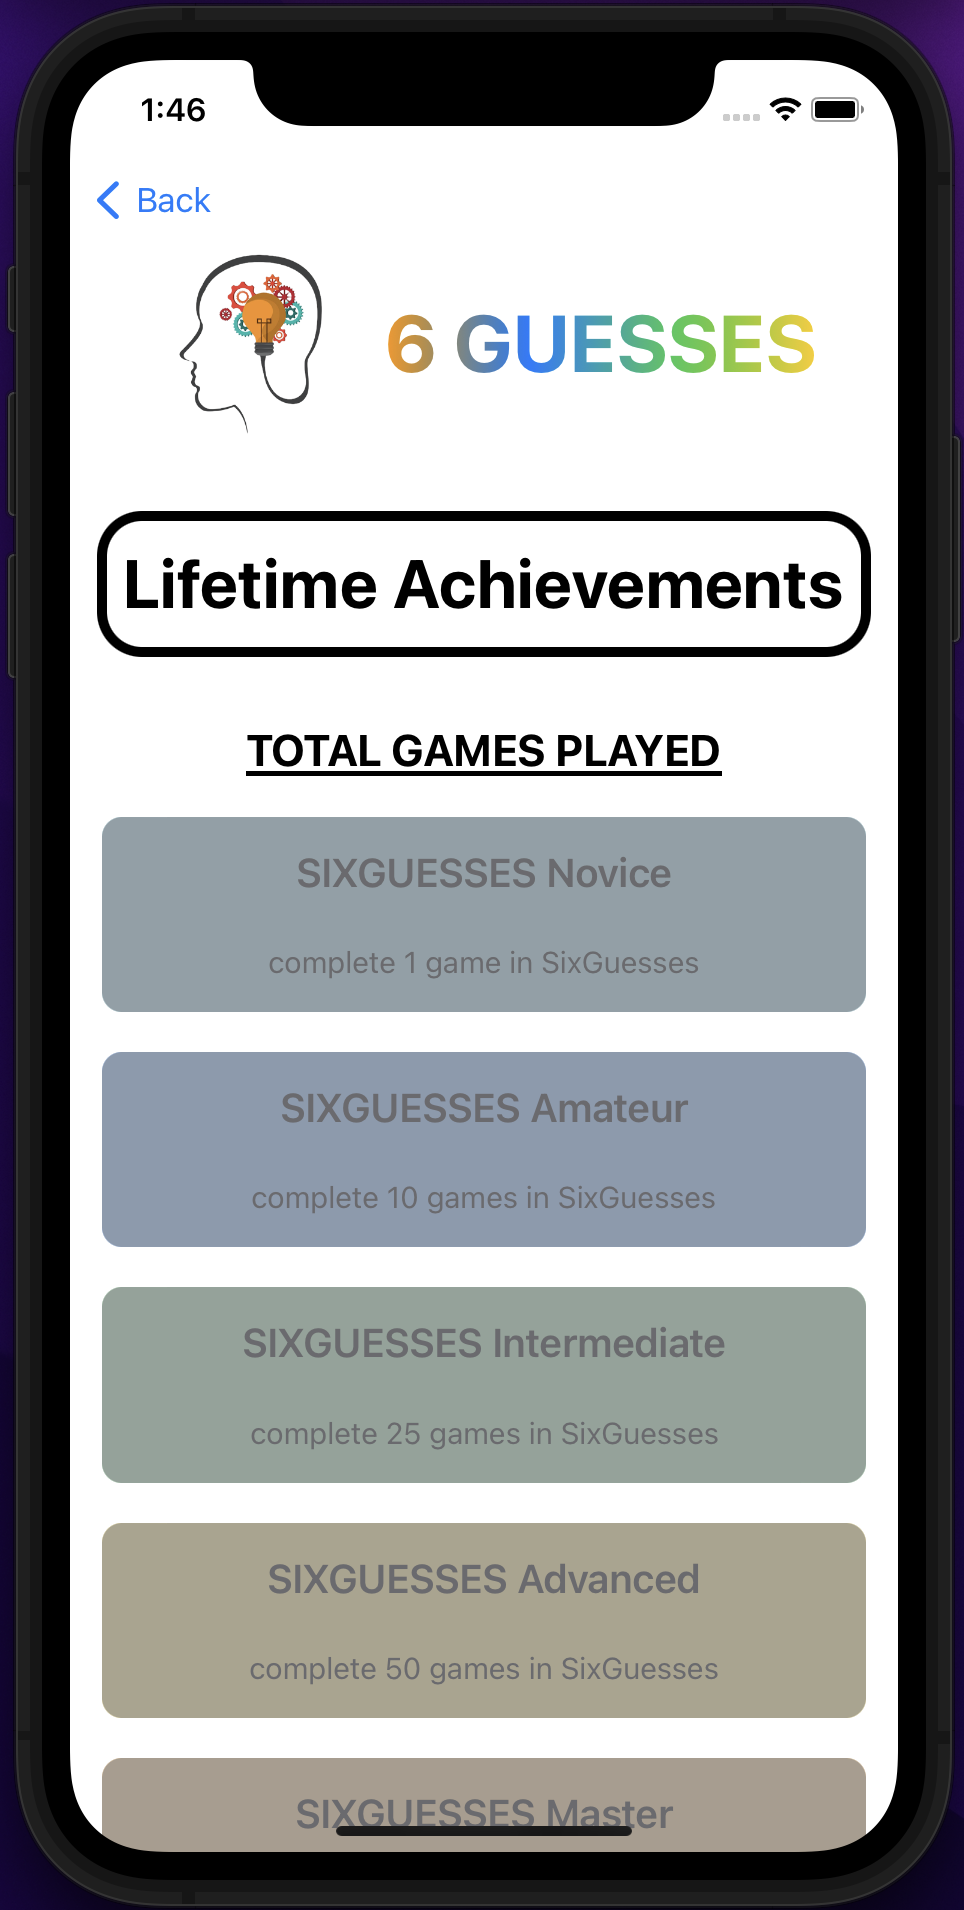 1:46
Back
6 GUESSES
Lifetime Achievements
TOTAL GAMES PLAYED
SIXGUESSES Novice
complete 1 game in SixGuesses
SIXGUESSES Amateur
complete 10 games in SixGuesses
SIXGUESSES Intermediate
complete 25 games in SixGuesses
SIXGUESSES Advanced
complete 50 games in SixGuesses
SIXGUESSES Master